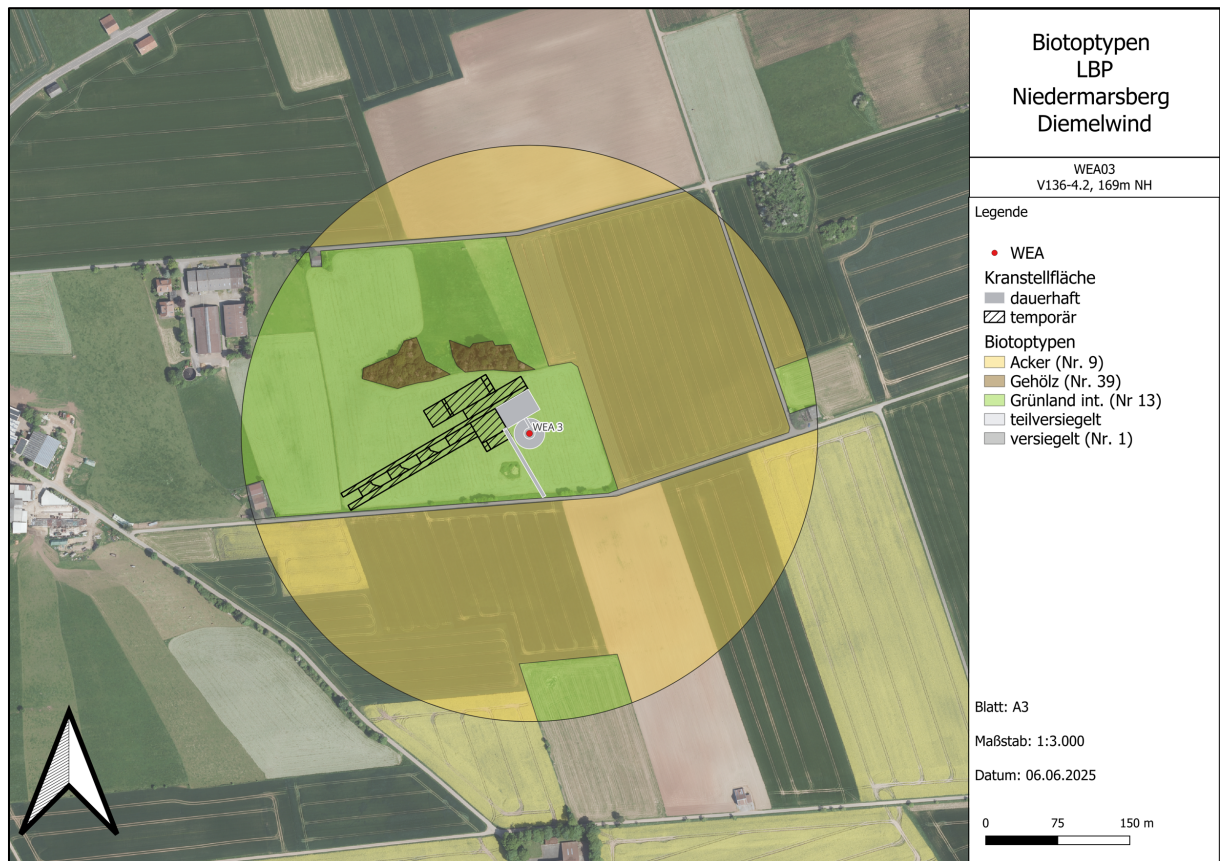 Biotoptypen
LBP
Niedermarsberg
Diemelwind
WEA03
V136-4.2, 169m NH
Legende
WEA
Kranstellfläche
dauerhaft
temporär
Biotoptypen
Acker (Nr. 9)
Gehölz (Nr. 39)
Grünland int. (Nr 13)
teilversiegelt
versiegelt (Nr. 1)
WEA 3
Blatt: A3
Maßstab: 1:3.000
Datum: 06.06.2025
0 75 150 m